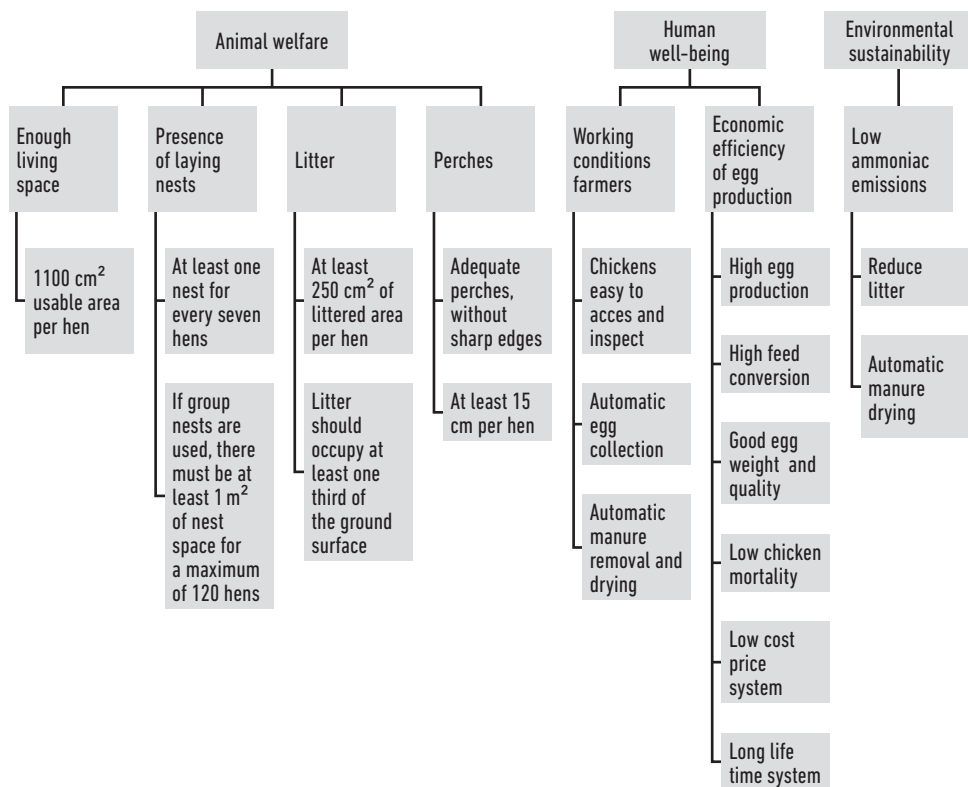 Animal welfare
Human
well-being
Environmental
sustainability
Enough
living
space
Presence
of laying
nests
Litter
Perches
Working
conditions
farmers
Economic
efficiency
of egg
production
Low
ammoniac
emissions
1100 cm²
usable area
per hen
At least one
nest for
every seven
hens
If group
nests are
used, there
must be at
least 1 m²
of nest
space for
a maximum
of 120 hens
At least
250 cm² of
littered area
per hen
Litter
should
occupy at
least one
third of
the ground
surface
Adequate
perches,
without
sharp edges
At least 15
cm per hen
Chickens
easy to
acces and
inspect
Automatic
egg
collection
Automatic
manure
removal and
drying
High egg
production
High feed
conversion
Good egg
weight and
quality
Low chicken
mortality
Low cost
price
system
Long life
time system
Reduce
litter
Automatic
manure
drying